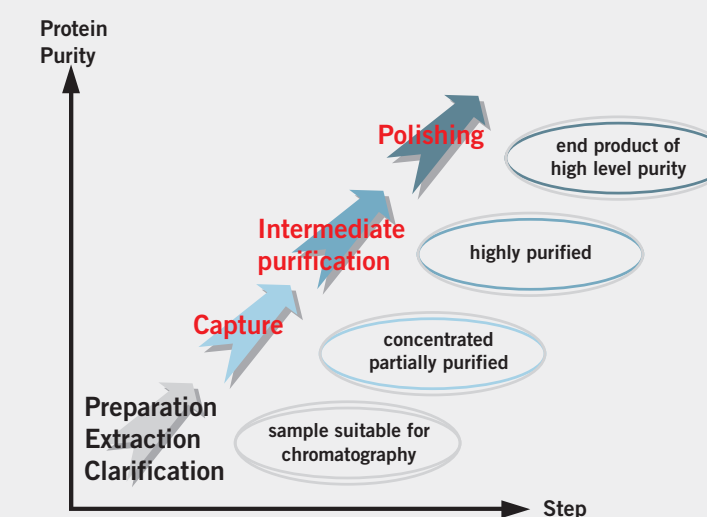 Protein
Purity
Polishing
end product of
high level purity
Intermediate
purification
highly purified
Capture
concentrated
partially purified
Preparation
Extraction
Clarification
sample suitable for
chromatography
Step